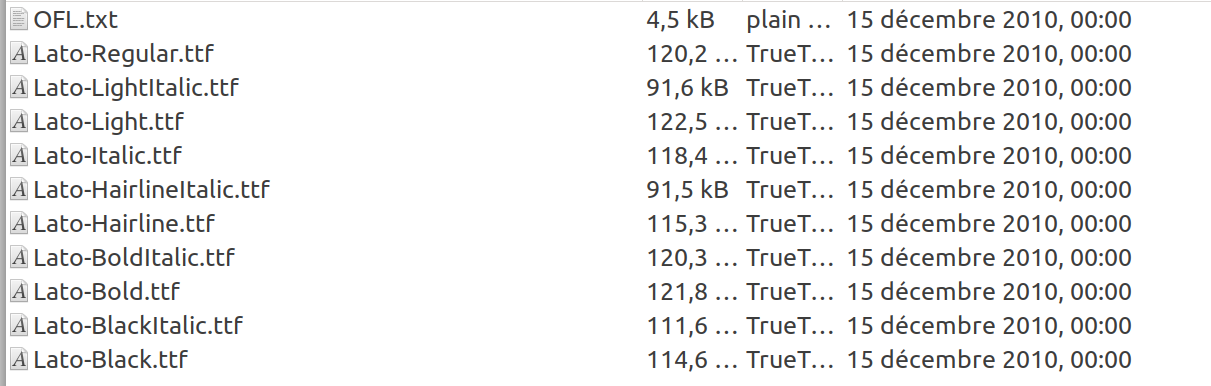 OFL.txt 4,5 kB plain … 15 décembre 2010, 00:00
Lato-Regular.ttf 120,2 … TrueT… 15 décembre 2010, 00:00
Lato-LightItalic.ttf 91,6 kB TrueT… 15 décembre 2010, 00:00
Lato-Light.ttf 122,5 … TrueT… 15 décembre 2010, 00:00
Lato-Italic.ttf 118,4 … TrueT… 15 décembre 2010, 00:00
Lato-HairlineItalic.ttf 91,5 kB TrueT… 15 décembre 2010, 00:00
Lato-Hairline.ttf 115,3 … TrueT… 15 décembre 2010, 00:00
Lato-BoldItalic.ttf 120,3 … TrueT… 15 décembre 2010, 00:00
Lato-Bold.ttf 121,8 … TrueT… 15 décembre 2010, 00:00
Lato-BlackItalic.ttf 111,6 … TrueT… 15 décembre 2010, 00:00
Lato-Black.ttf 114,6 … TrueT… 15 décembre 2010, 00:00